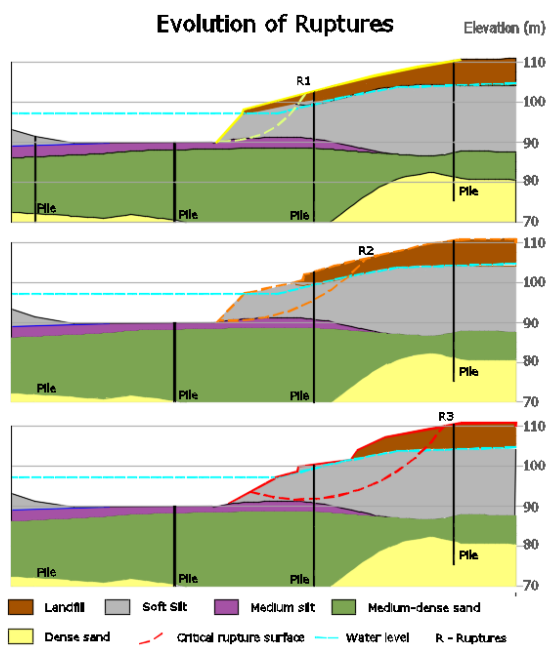 Evolution of Ruptures
Elevation (m)
R1
110
100
90
80
70
Pile
Pile
Pile
Pile
R2
110
100
90
80
70
Pile
Pile
Pile
Pile
R3
110
100
90
80
70
Pile
Pile
Pile
Pile
Landfill
Soft Silt
Medium silt
Medium-dense sand
Dense sand
Critical rupture surface
Water level
R - Ruptures